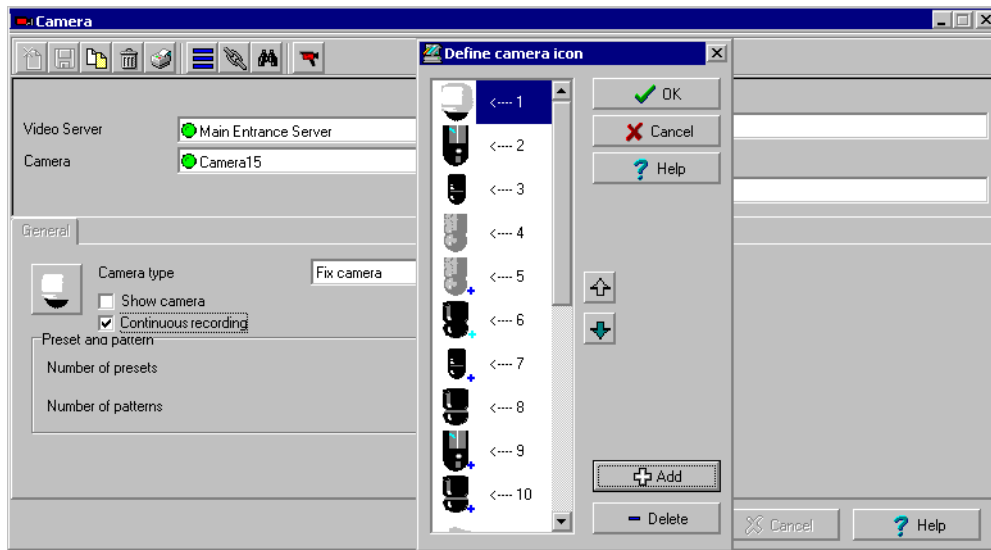 Camera
Define camera icon
Video Server
Main Entrance Server
Camera
Camera15
General
Camera type
Fix camera
Show camera
Continuous recording
Preset and pattern
Number of presets
Number of patterns
<---- 1
<---- 2
<---- 3
<---- 4
<---- 5
<---- 6
<---- 7
<---- 8
<---- 9
<---- 10
OK
Cancel
Help
Add
Delete
Cancel
Help